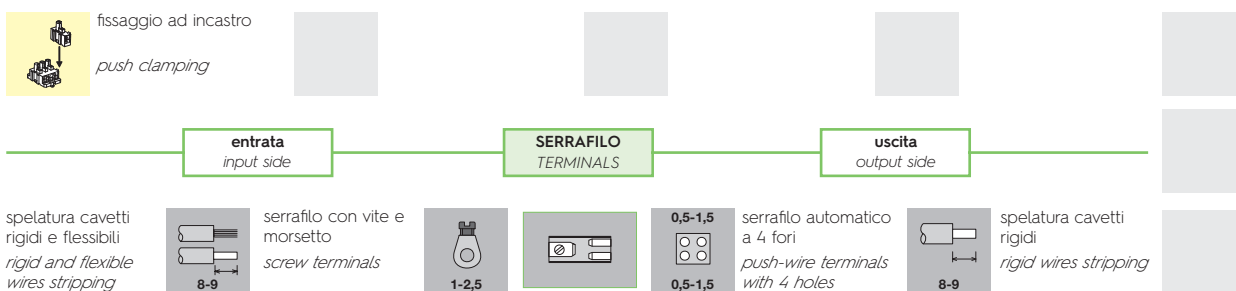 fissaggio ad incastro
push clamping
entrata
input side
SERRAFILO
TERMINALS
uscita
output side
spelatura cavetti
rigidi e flessibili
rigid and flexible
wires stripping
8-9
serrafilo con vite e
morsetto
screw terminals
1-2,5
0,5-1,5
0,5-1,5
serrafilo automatico
a 4 fori
push-wire terminals
with 4 holes
8-9
spelatura cavetti
rigidi
rigid wires stripping